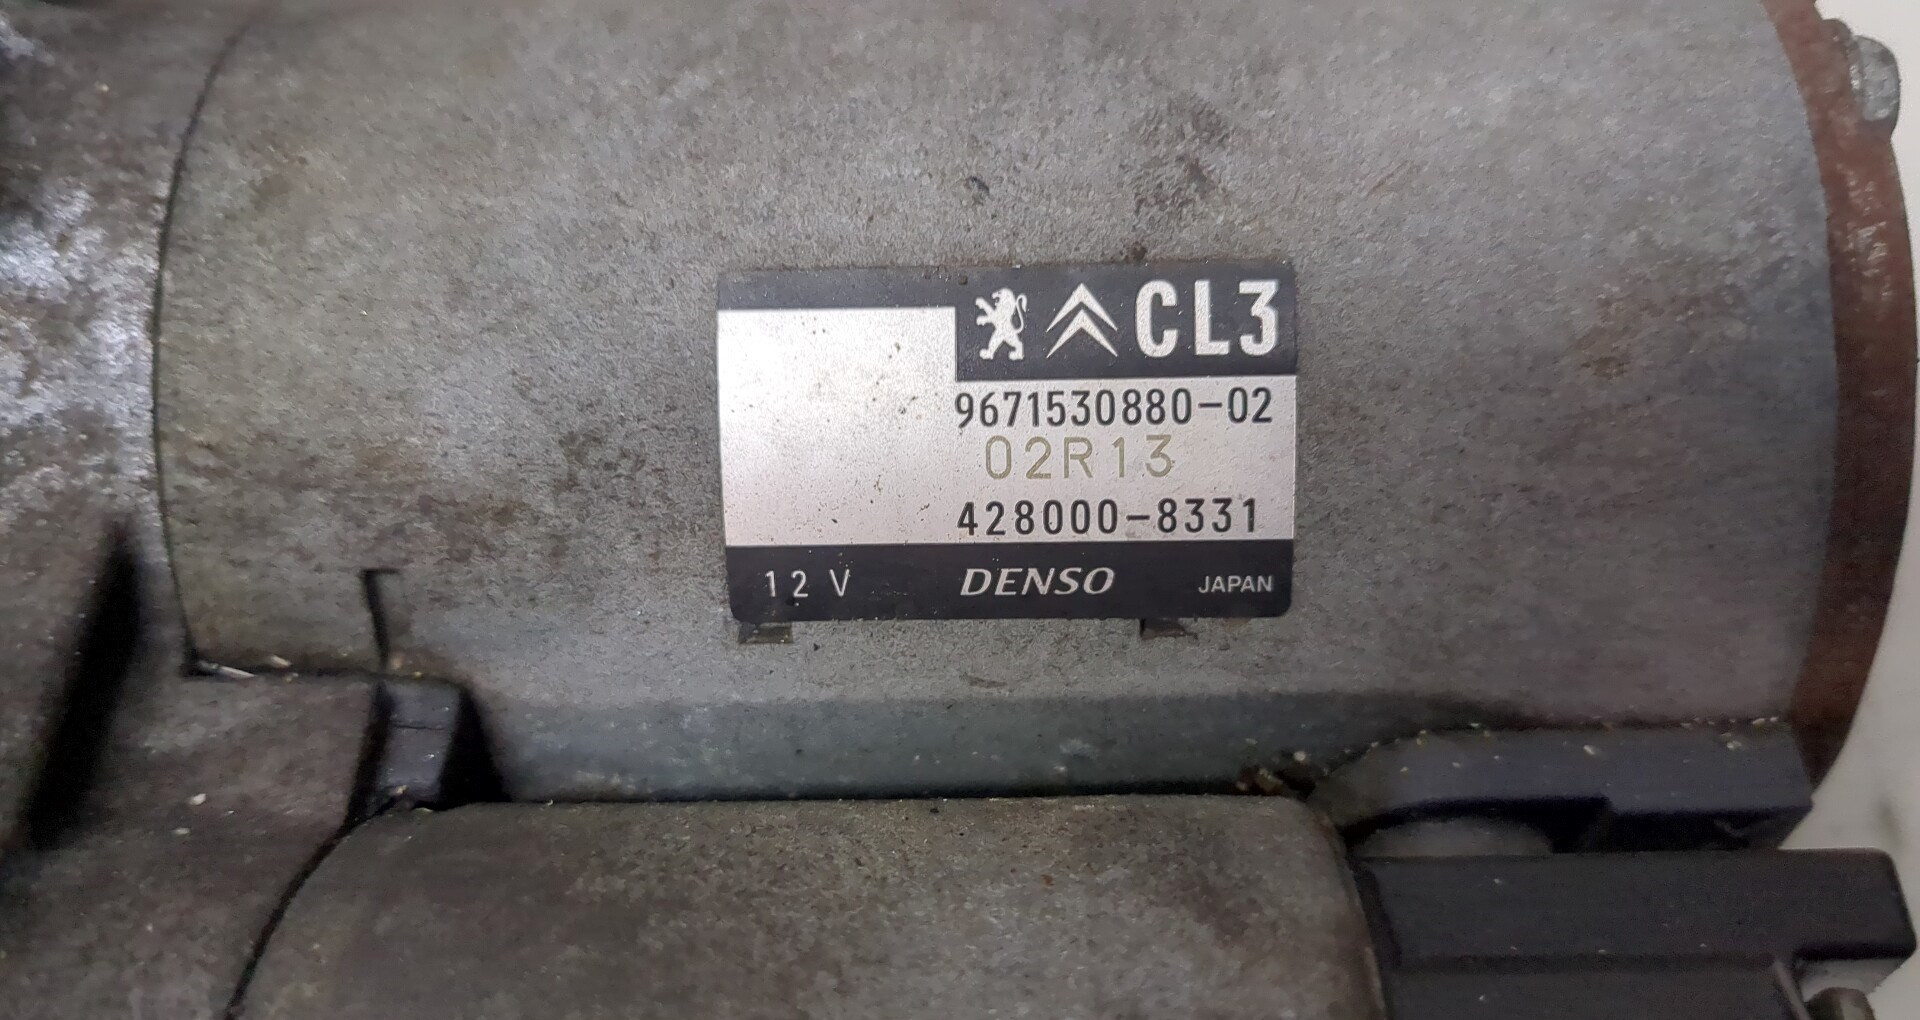 CL3
9671530880-02
02R13
428000-8331
12 V DENSO JAPAN